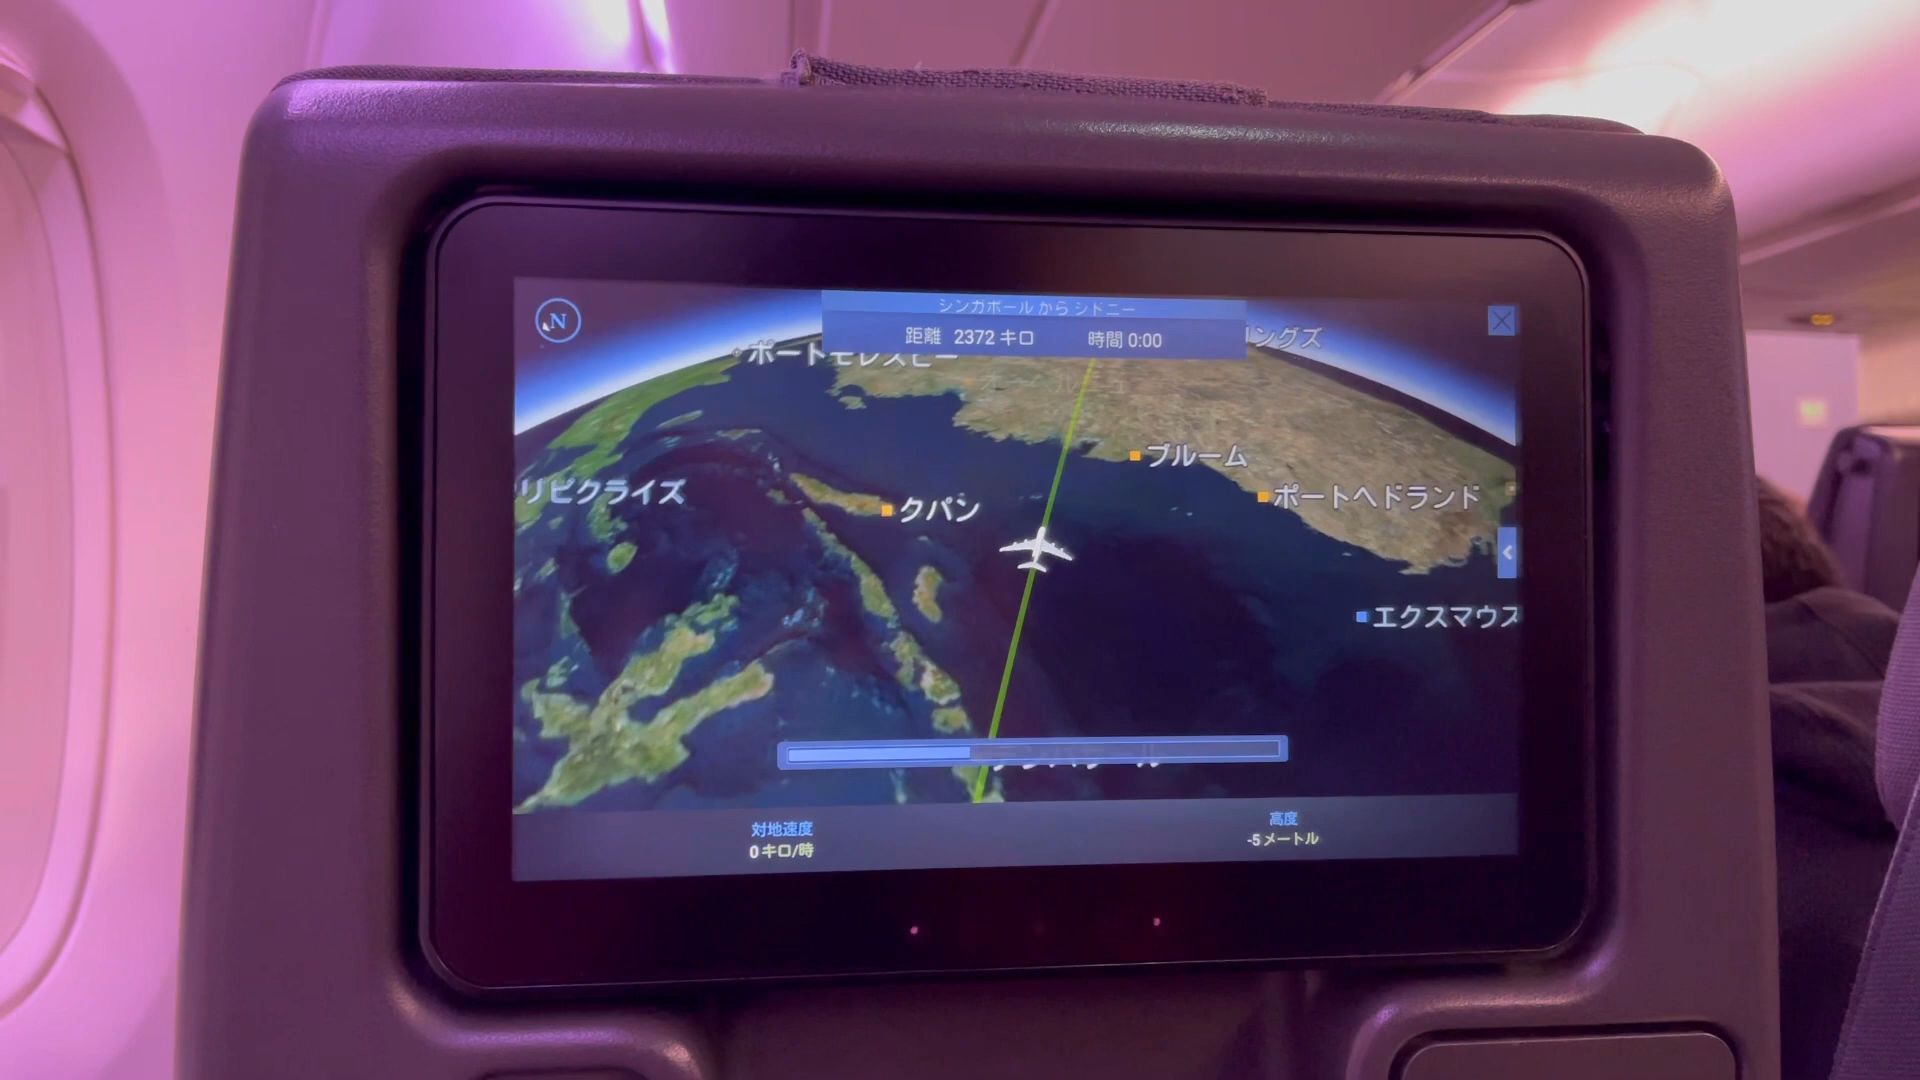 N
シンガポール から シドニー
距離 2372 キロ 時間 0:00
ングズ
ポートモレスビー
ブルーム
リピクライズ
ポートヘドランド
クパン
エクスマウス
対地速度
0 キロ/時
高度
-5 メートル